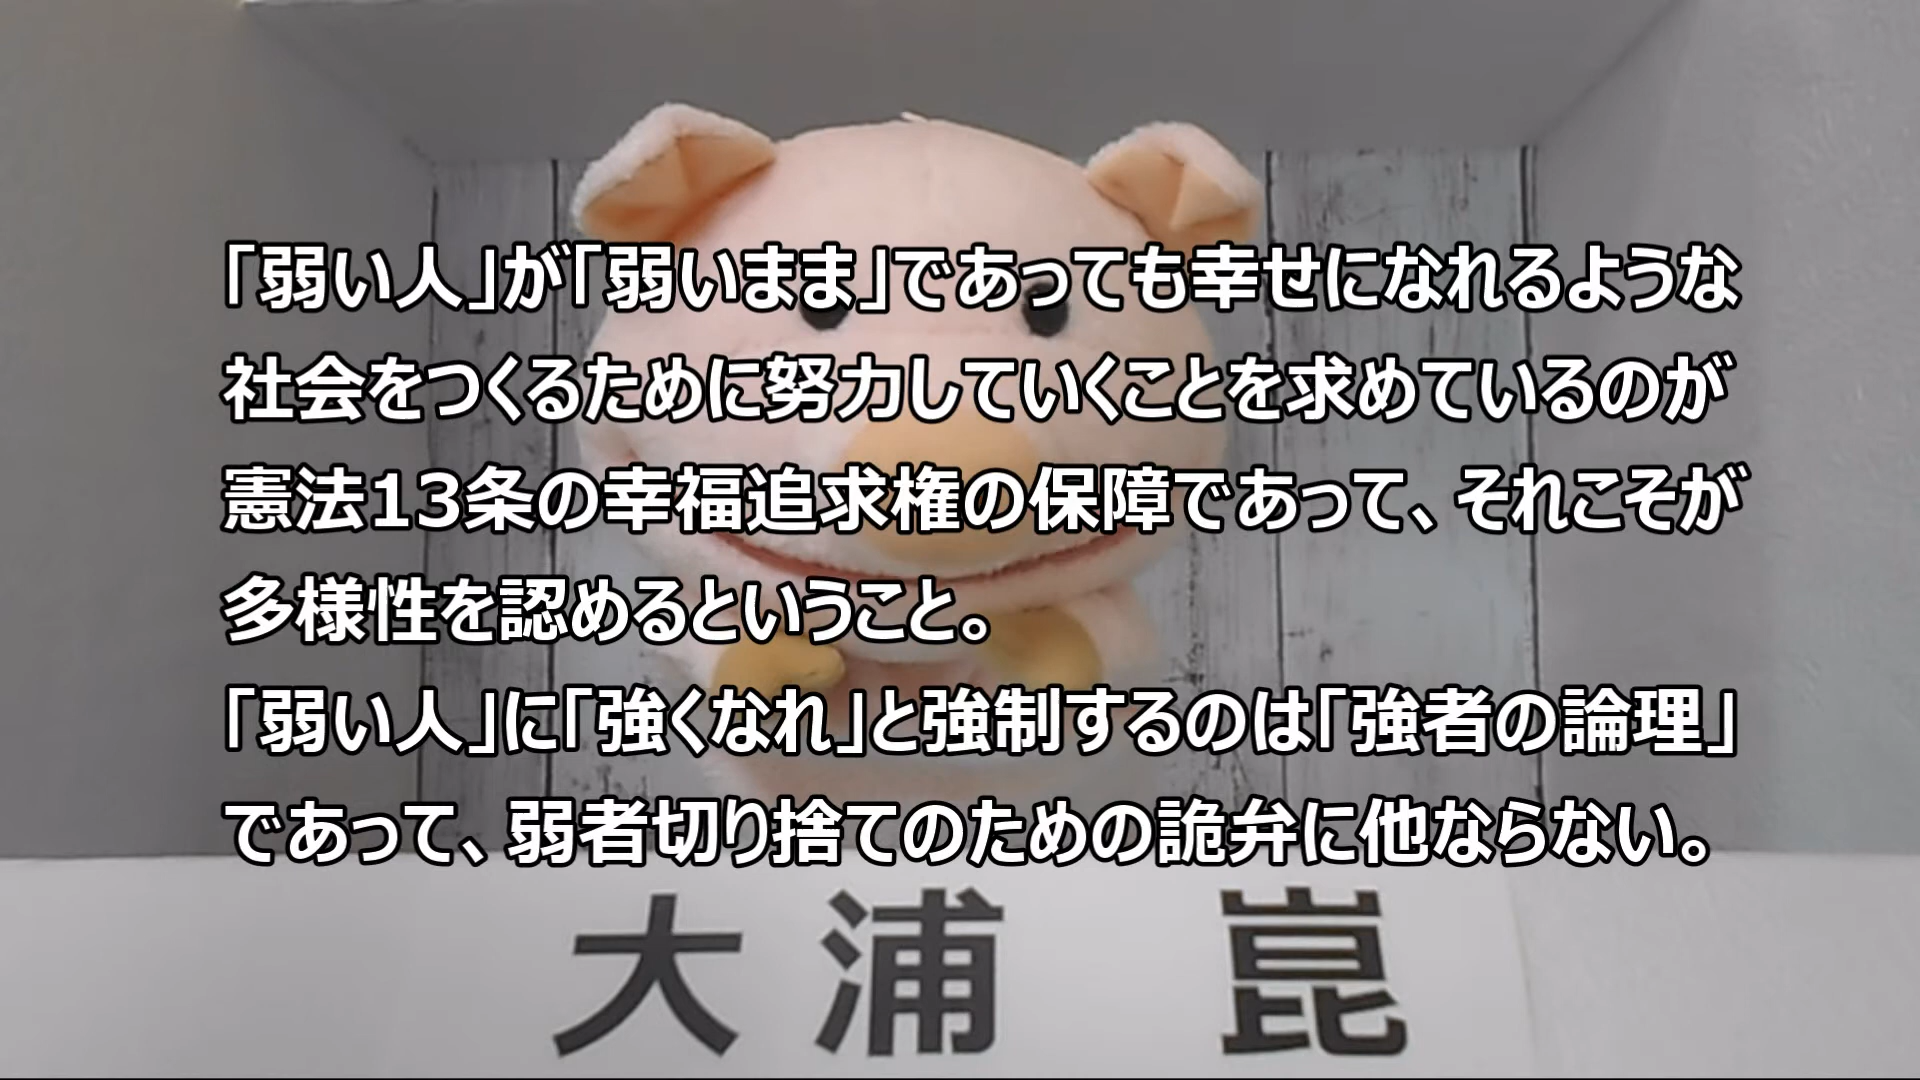 「弱い人」が「弱いまま」であっても幸せになれるような
社会をつくるために努力していくことを求めているのが
憲法13条の幸福追求権の保障であって、それこそが
多様性を認めるということ。
「弱い人」に「強くなれ」と強制するのは「強者の論理」
であって、弱者切り捨てのための詭弁に他ならない。
大浦 崑